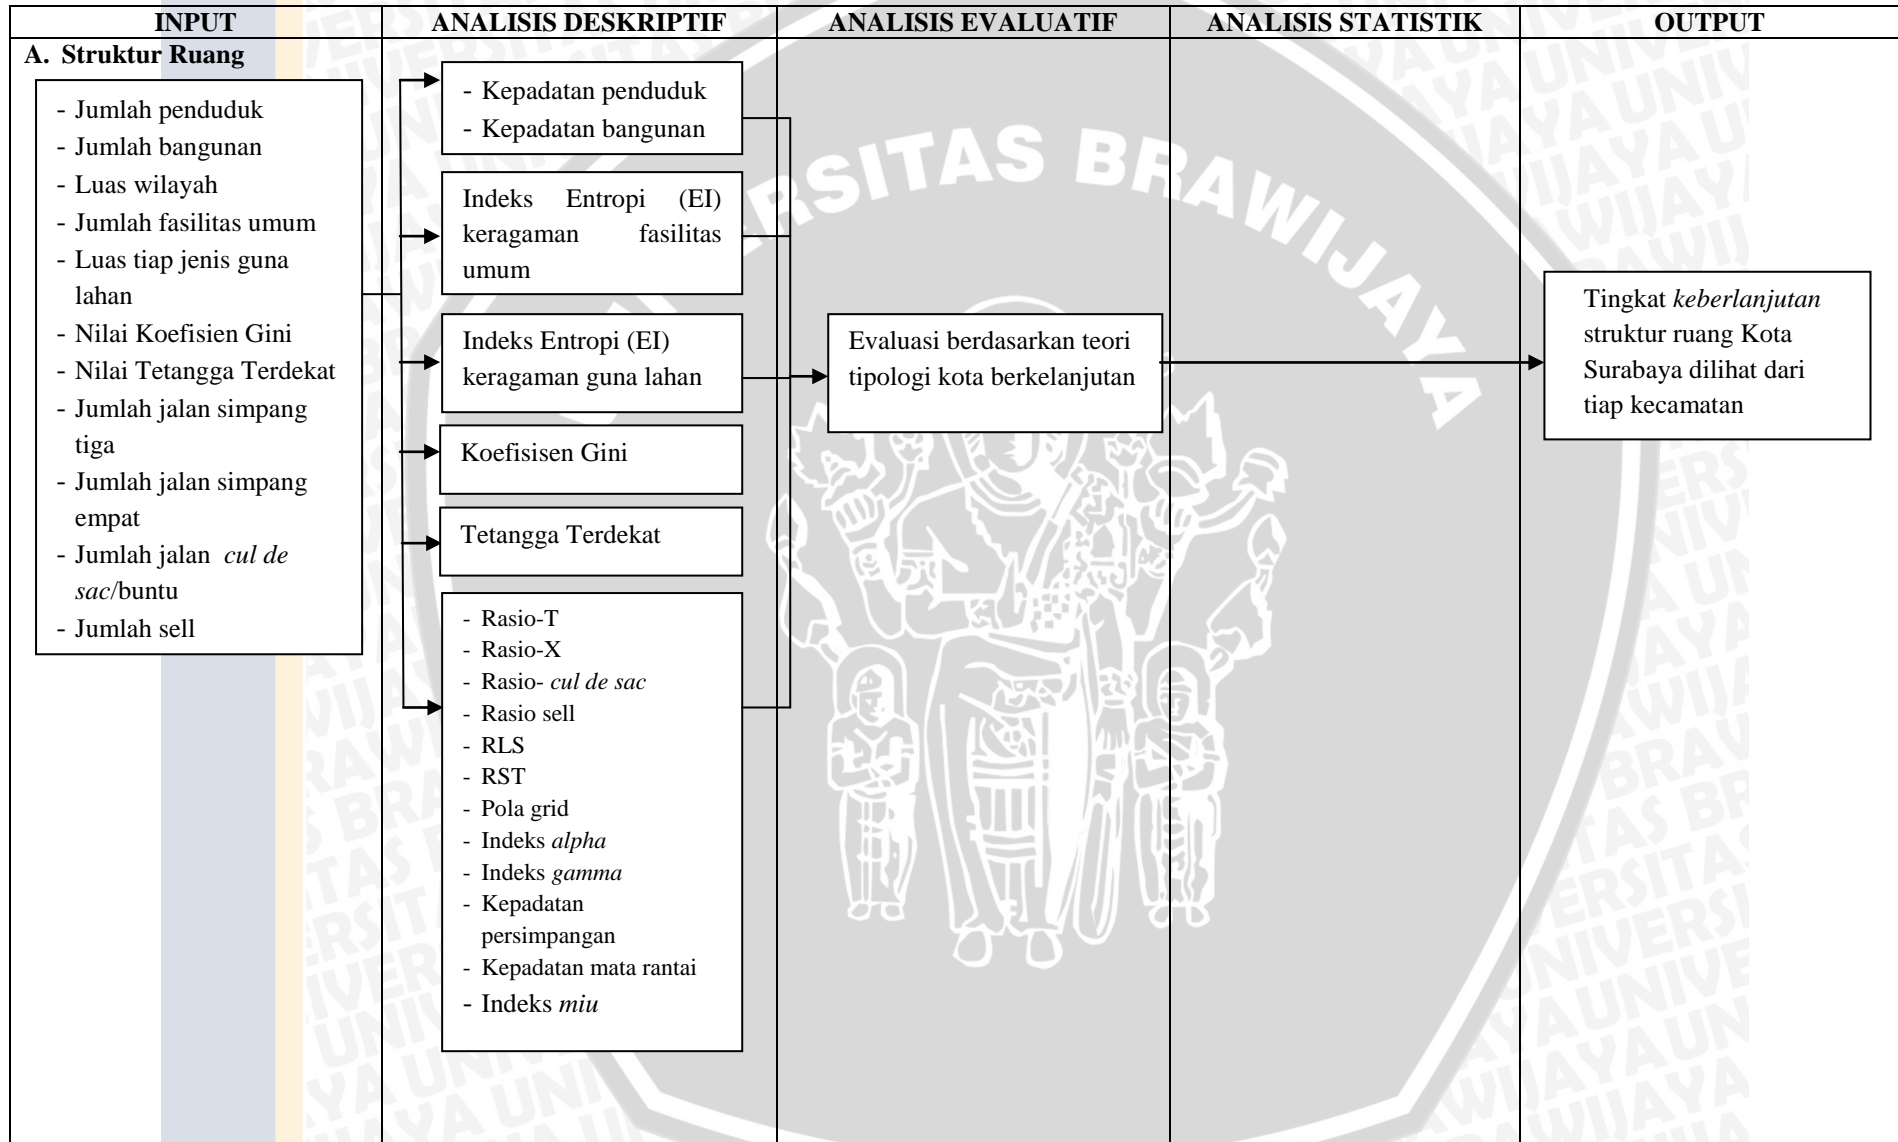 INPUT
ANALISIS DESKRIPTIF
ANALISIS EVALUATIF
ANALISIS STATISTIK
OUTPUT
A. Struktur Ruang
- Jumlah penduduk
- Jumlah bangunan
- Luas wilayah
- Jumlah fasilitas umum
- Luas tiap jenis guna
lahan
- Nilai Koefisien Gini
- Nilai Tetangga Terdekat
- Jumlah jalan simpang
tiga
- Jumlah jalan simpang
empat
- Jumlah jalan cul de
sac/buntu
- Jumlah sell
- Kepadatan penduduk
- Kepadatan bangunan
Indeks Entropi (EI)
keragaman fasilitas
umum
Indeks Entropi (EI)
keragaman guna lahan
Koefisisen Gini
Tetangga Terdekat
- Rasio-T
- Rasio-X
- Rasio- cul de sac
- Rasio sell
- RLS
- RST
- Pola grid
- Indeks alpha
- Indeks gamma
- Kepadatan
persimpangan
- Kepadatan mata rantai
- Indeks miu
Evaluasi berdasarkan teori
tipologi kota berkelanjutan
Tingkat keberlanjutan
struktur ruang Kota
Surabaya dilihat dari
tiap kecamatan
ERSITAS BRAWIJAYA